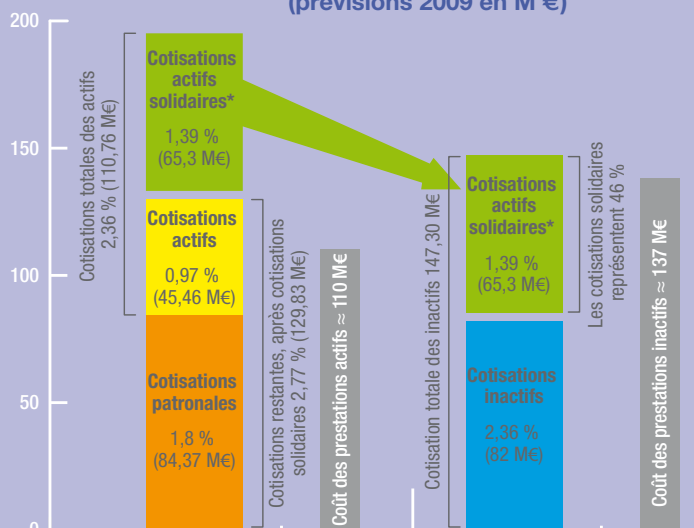 (prévisions 2009 en M €)
200
150
100
50
0
Cotisations totales des actifs
2,36 % (110,76 M€)
Cotisations
actifs
solidaires*
1,39 %
(65,3 M€)
Cotisations
actifs
0,97 %
(45,46 M€)
Cotisations
patronales
1,8 %
(84,37 M€)
Cotisations restantes, après cotisations
solidaires 2,77 % (129,83 M€)
Coût des prestations actifs ≈ 110 M€
Cotisation totale des inactifs 147,30 M€
Cotisations
actifs
solidaires*
1,39 %
(65,3 M€)
Cotisations
inactifs
2,36 %
(82 M€)
Les cotisations solidaires
représentent 46 %
Coût des prestations inactifs ≈ 137 M€